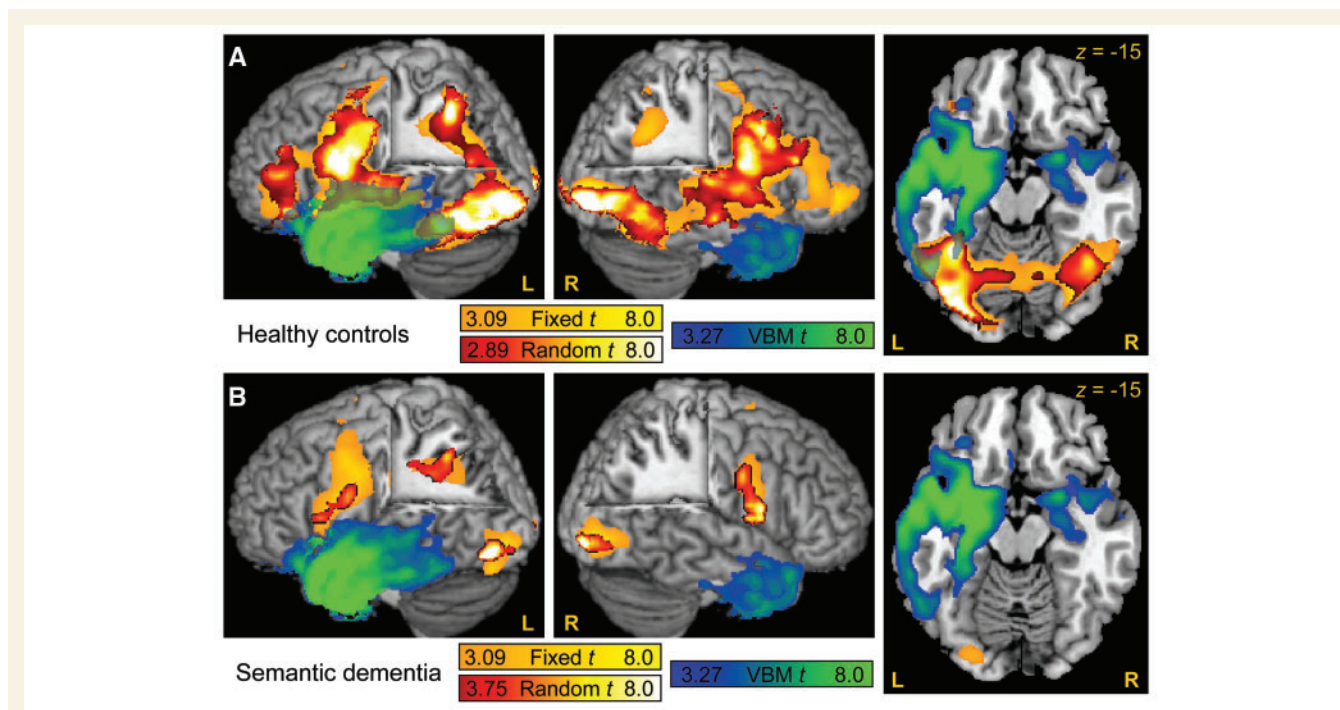 A
z = -15
L
R
L
R
Healthy controls
3.09 Fixed t 8.0
2.89 Random t 8.0
3.27 VBM t 8.0
B
z = -15
L
R
L
R
Semantic dementia
3.09 Fixed t 8.0
3.75 Random t 8.0
3.27 VBM t 8.0